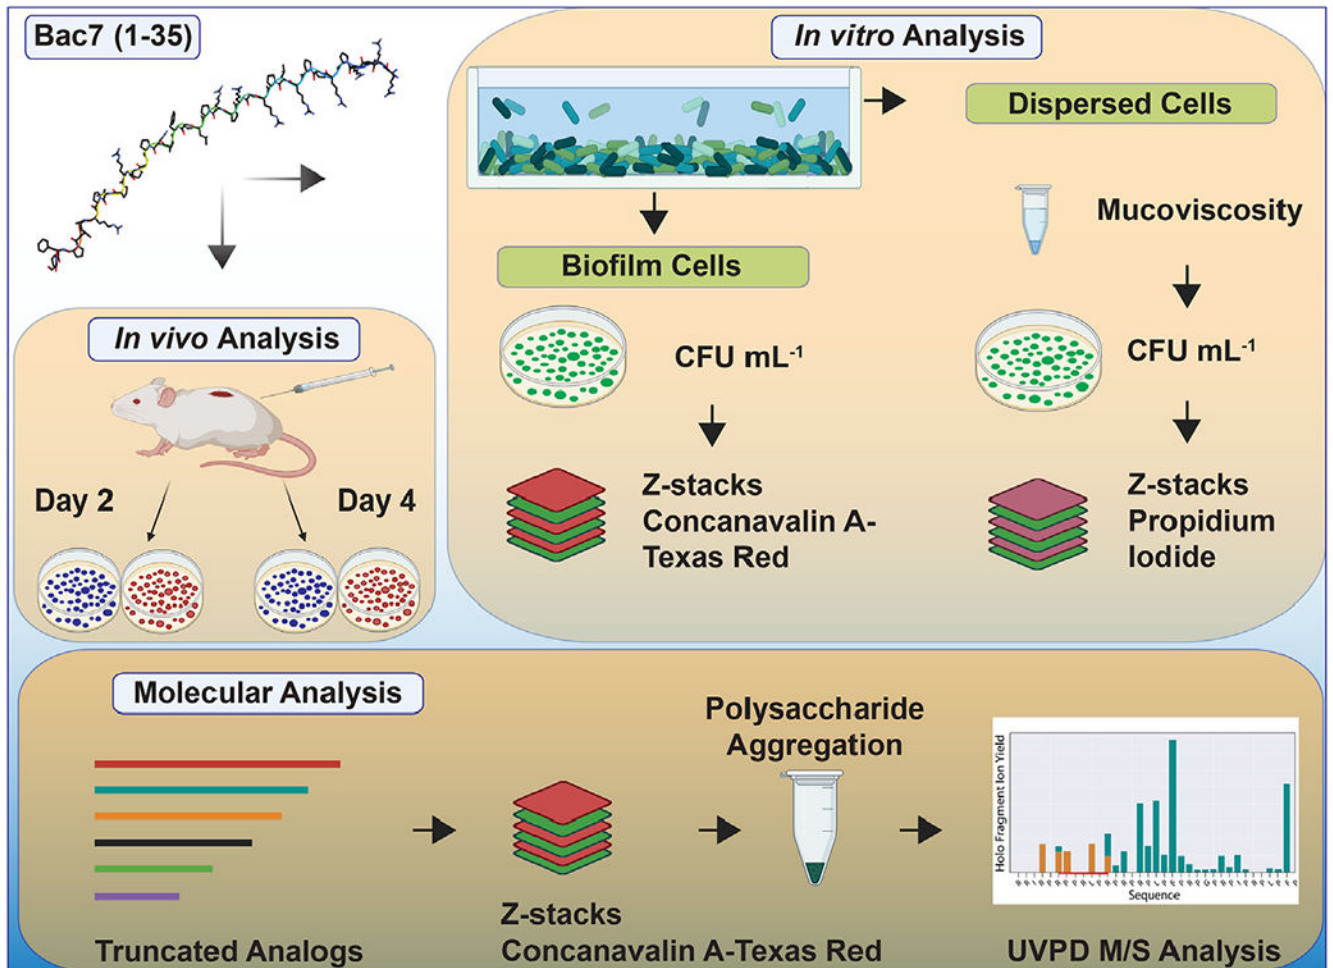 Bac7 (1-35)
In vitro Analysis
Dispersed Cells
Mucoviscosity
Biofilm Cells
CFU mL⁻¹
CFU mL⁻¹
Z-stacks
Concanavalin A-
Texas Red
Z-stacks
Propidium
Iodide
In vivo Analysis
Day 2
Day 4
Molecular Analysis
Truncated Analogs
Z-stacks
Concanavalin A-Texas Red
Polysaccharide
Aggregation
Holo Fragment Ion Yield
Sequence
UVPD M/S Analysis